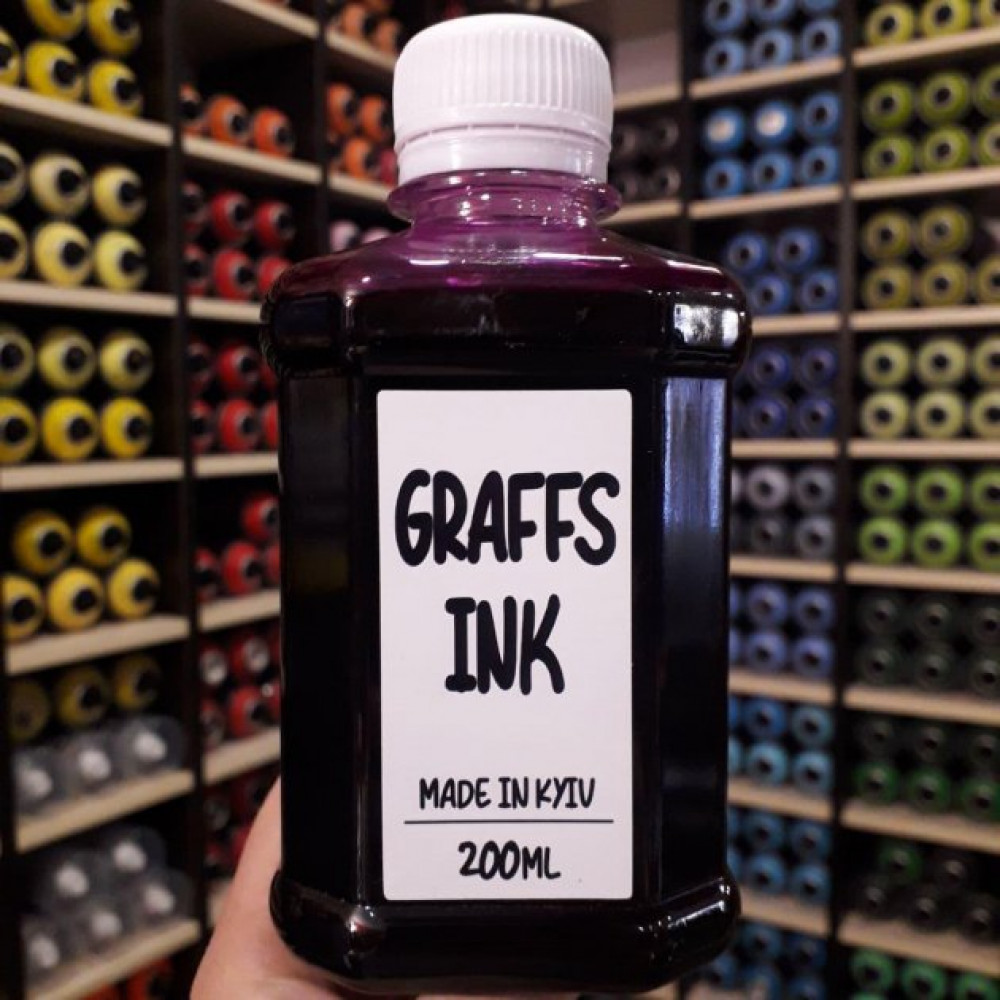 GRAFFS
INK
MADE IN KYIV
200ML